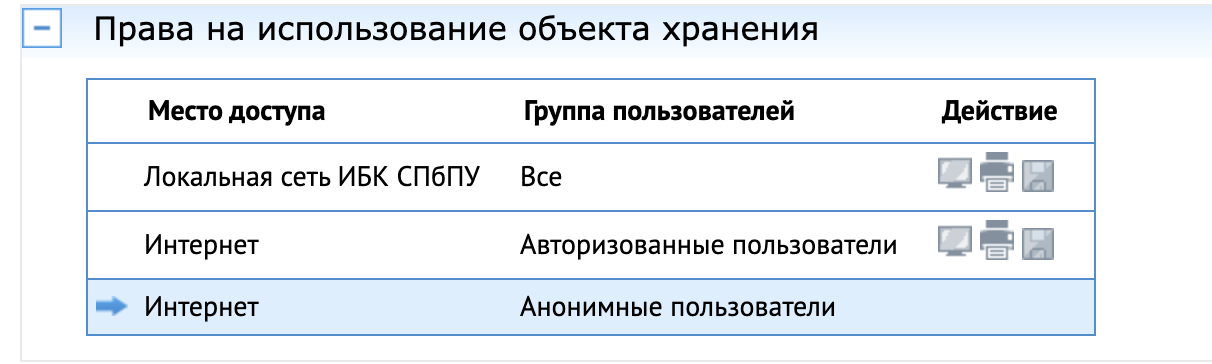 Права на использование объекта хранения
Место доступа Группа пользователей Действие
Локальная сеть ИБК СПбПУ Все
Интернет Авторизованные пользователи
Интернет Анонимные пользователи